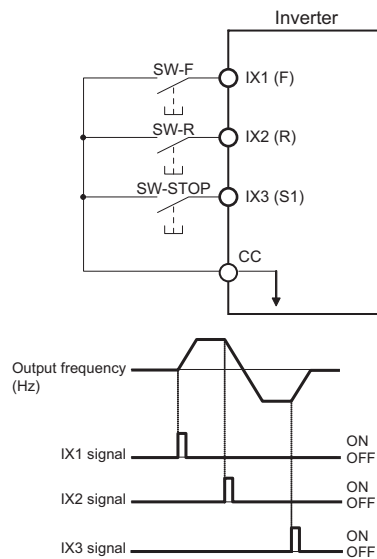 Inverter
SW-F
IX1 (F)
SW-R
IX2 (R)
SW-STOP
IX3 (S1)
CC
Output frequency
(Hz)
IX1 signal
ON
OFF
IX2 signal
ON
OFF
IX3 signal
ON
OFF